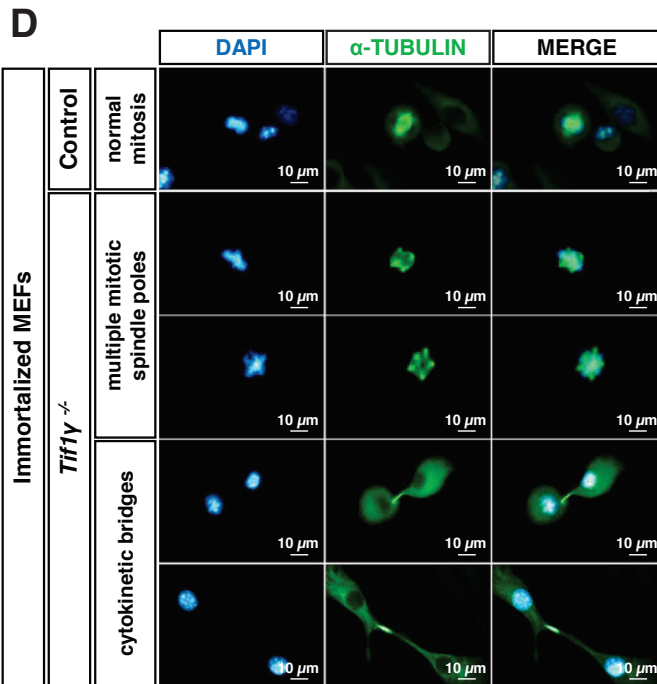 D
DAPI
α-TUBULIN
MERGE
Immortalized MEFs
Control
normal
mitosis
10 µm
10 µm
10 µm
Tif1γ -/-
multiple mitotic
spindle poles
10 µm
10 µm
10 µm
10 µm
10 µm
10 µm
cytokinetic bridges
10 µm
10 µm
10 µm
10 µm
10 µm
10 µm